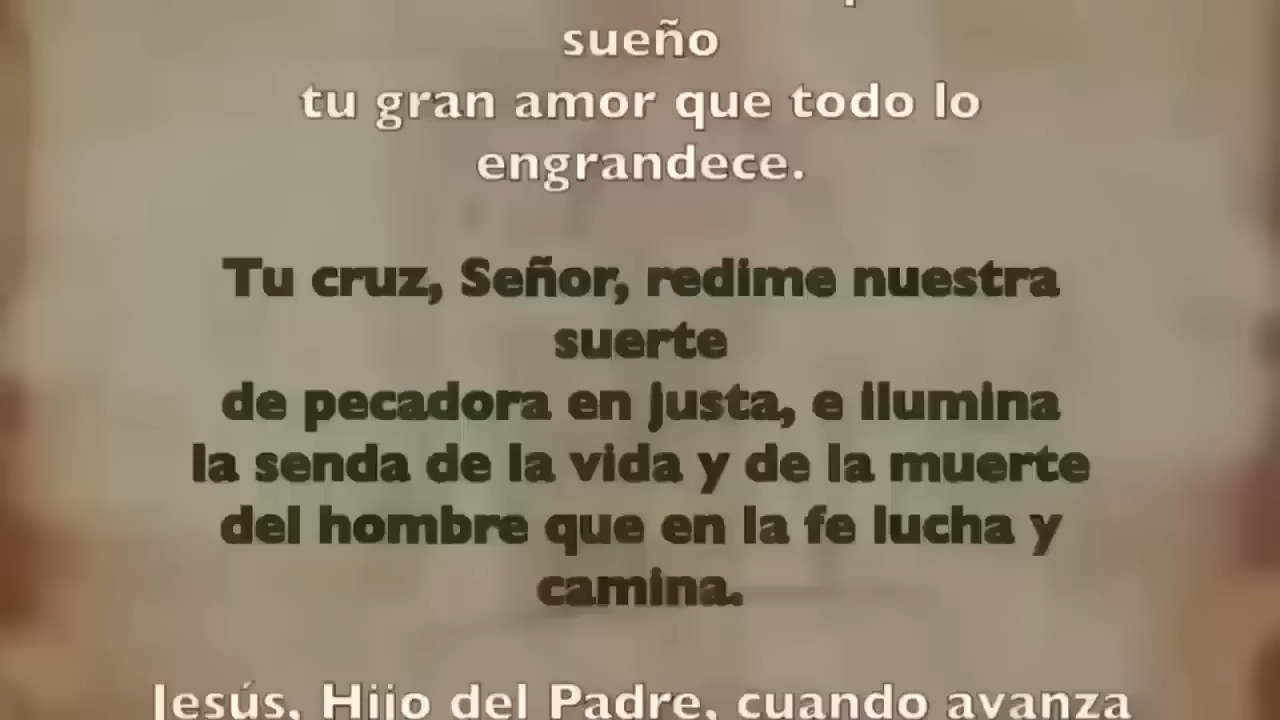 sueño
tu gran amor que todo lo
engrandece.
Tu cruz, Señor, redime nuestra
suerte
de pecadora en justa, e ilumina
la senda de la vida y de la muerte
del hombre que en la fe lucha y
camina.
Jesús, Hijo del Padre, cuando avanza